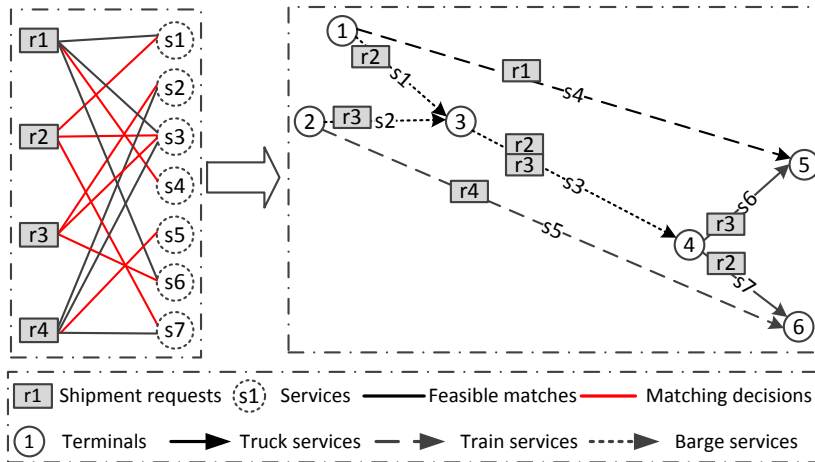 r1
r2
r3
r4
s1
s2
s3
s4
s5
s6
s7
1
2
3
4
5
6
r2
s1
r1
s4
r3
s2
r2
r3
s3
r4
s5
r3
s6
r2
s7
r1 Shipment requests s1 Services Feasible matches Matching decisions
1 Terminals Truck services Train services Barge services